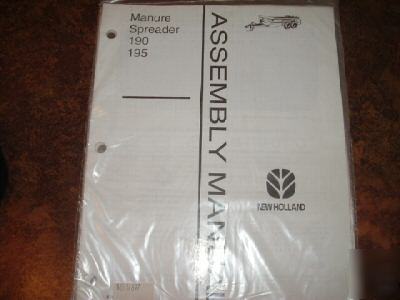 Manure
Spreader
190
195
ASSEMBLY MANUAL
NEW HOLLAND